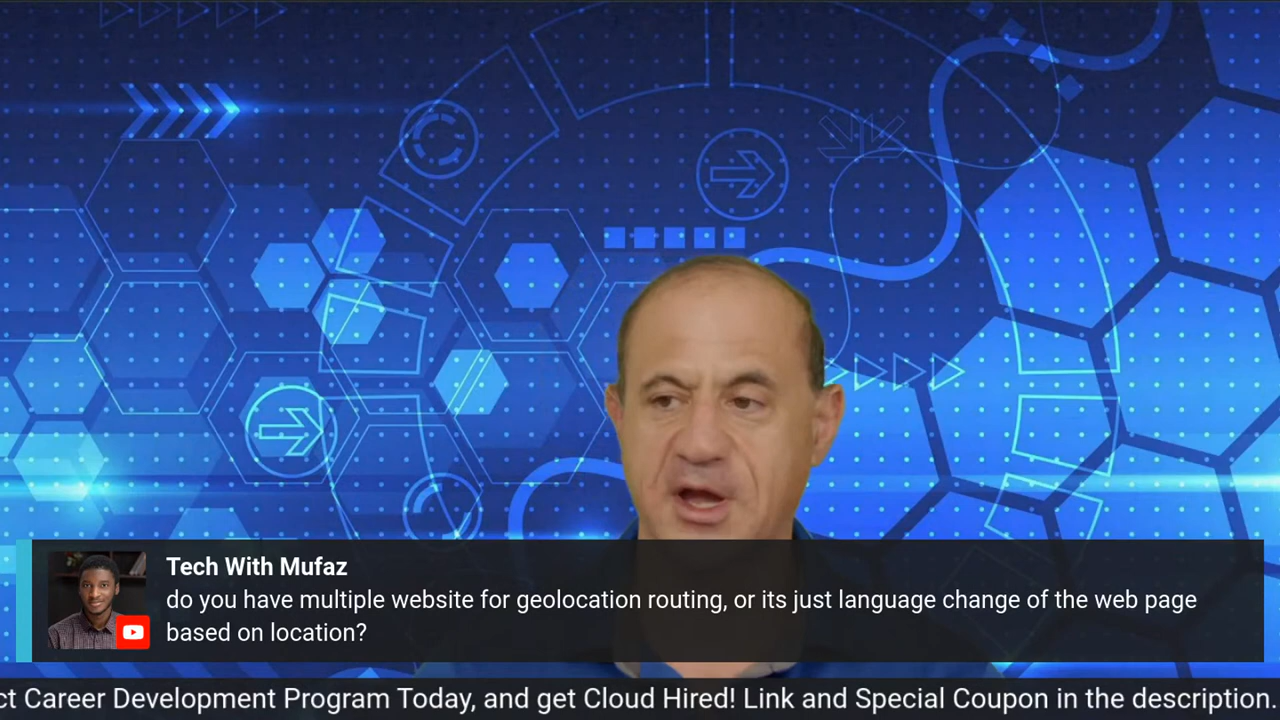 Tech With Mufaz
do you have multiple website for geolocation routing, or its just language change of the web page
based on location?
ct Career Development Program Today, and get Cloud Hired! Link and Special Coupon in the description.